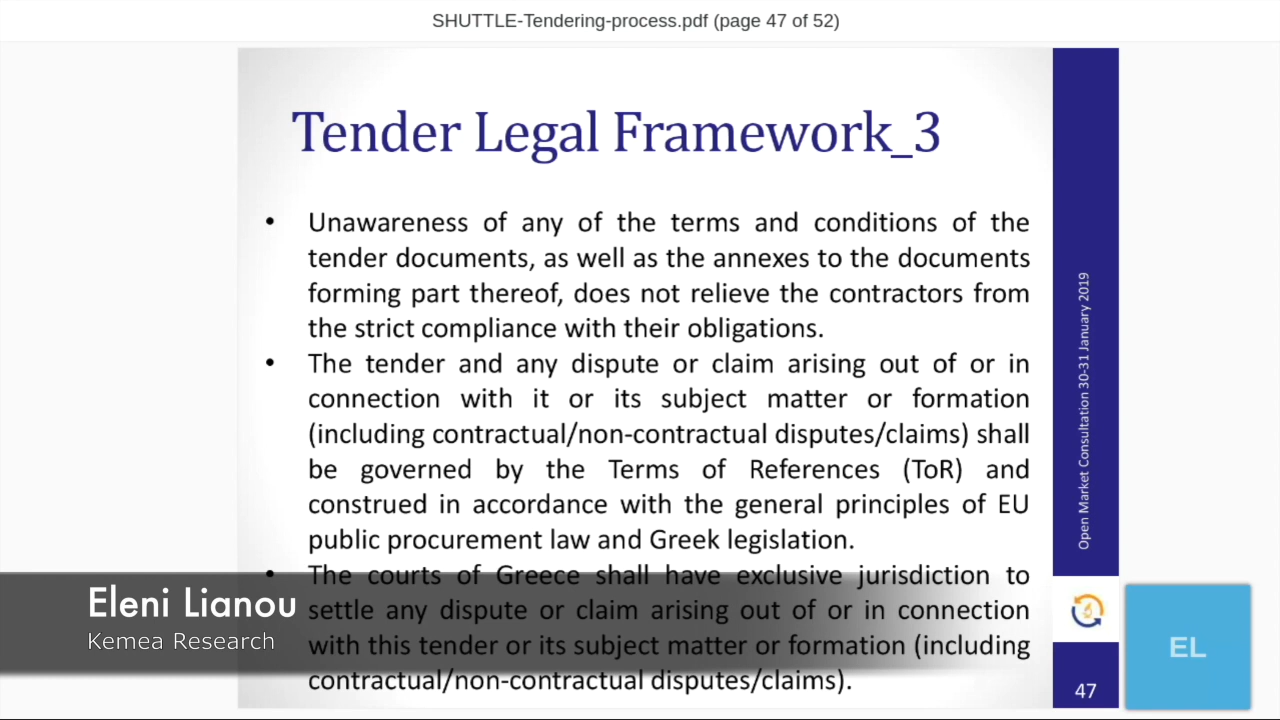 SHUTTLE-Tendering-process.pdf (page 47 of 52)
Tender Legal Framework_3
• Unawareness of any of the terms and conditions of the
tender documents, as well as the annexes to the documents
forming part thereof, does not relieve the contractors from
the strict compliance with their obligations.
• The tender and any dispute or claim arising out of or in
connection with it or its subject matter or formation
(including contractual/non-contractual disputes/claims) shall
be governed by the Terms of References (ToR) and
construed in accordance with the general principles of EU
public procurement law and Greek legislation.
• The courts of Greece shall have exclusive jurisdiction to
settle any dispute or claim arising out of or in connection
with this tender or its subject matter or formation (including
contractual/non-contractual disputes/claims).
Open Market Consultation 30-31 January 2019
47
Eleni Lianou
Kemea Research
EL